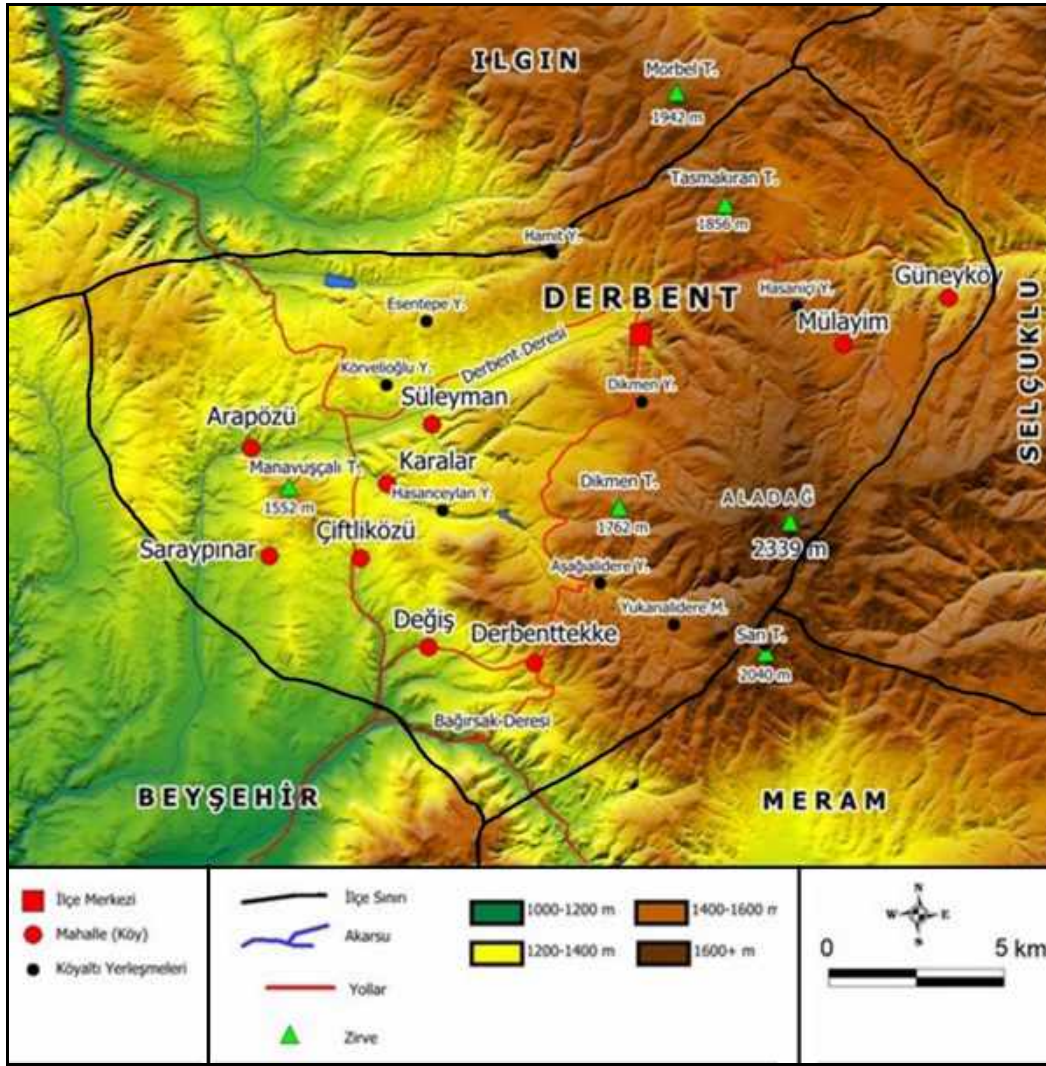 ILGIN
Morbel T.
1942 m
Tasmakıran T.
1856 m
Hamit Y.
Güneyköy
DERBENT
Hasaniçi Y.
Esentepe Y.
Mülayim
SELÇUKLU
Derbent Deresi
Körvelioğlu Y.
Dikmen Y.
Süleyman
Arapözü
Karalar
Manavuşçalı T.
Dikmen T.
Hasanceylan Y.
ALADAĞ
1552 m
1762 m
Çiftliközü
2339 m
Saraypınar
Aşağıalidere Y.
Yukarıalidere M.
Değiş
Derbenttekke
Sarı T.
2040 m
Bağırsak Deresi
BEYŞEHİR
MERAM
İlçe Merkezi
Mahalle (Köy)
Köyaltı Yerleşmeleri
İlçe Sınırı
Akarsu
Yollar
Zirve
1000-1200 m
1400-1600 m
1200-1400 m
1600+ m
N
W
E
S
0
5 km